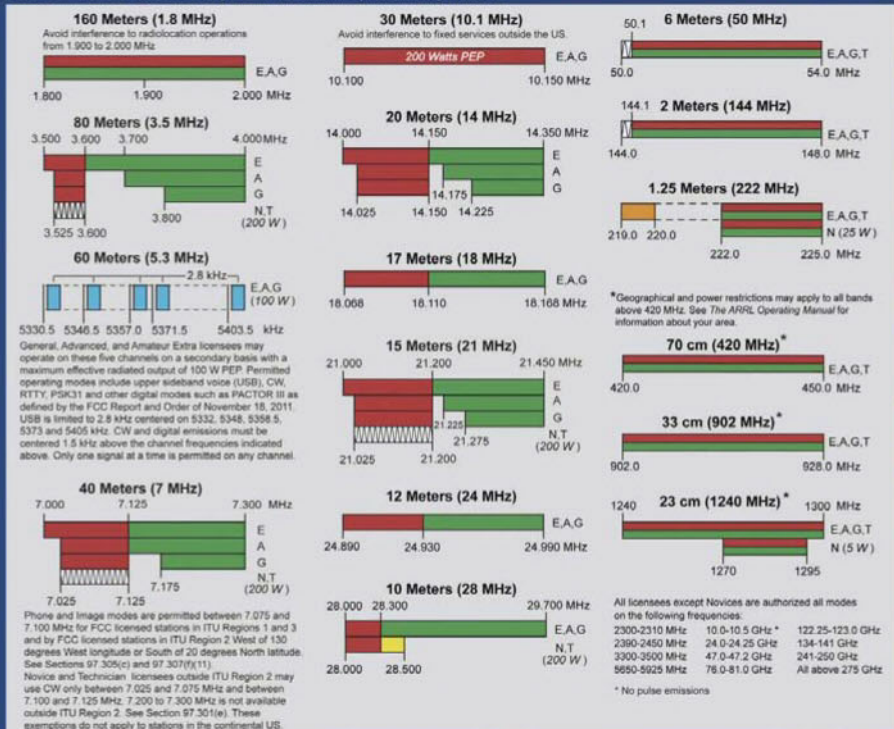 160 Meters (1.8 MHz)
Avoid interference to radiolocation operations
from 1.900 to 2.000 MHz
E,A,G
1.800 1.900 2.000 MHz
80 Meters (3.5 MHz)
3.500 3.600 3.700 4.000 MHz
E
A
G
3.800
N,T
(200 W)
3.525 3.600
60 Meters (5.3 MHz)
2.8 kHz
E,A,G
(100 W)
5330.5 5346.5 5357.0 5371.5 5403.5 kHz
General, Advanced, and Amateur Extra licensees may
operate on these five channels on a secondary basis with a
maximum effective radiated output of 100 W PEP. Permitted
operating modes include upper sideband voice (USB), CW,
RTTY, PSK31 and other digital modes such as PACTOR III as
defined by the FCC Report and Order of November 18, 2011.
USB is limited to 2.8 kHz centered on 5332, 5348, 5358.5,
5373 and 5405 kHz. CW and digital emissions must be
centered 1.5 kHz above the channel frequencies indicated
above. Only one signal at a time is permitted on any channel.
40 Meters (7 MHz)
7.000 7.125 7.300 MHz
E
A
G
7.175
N,T
(200 W)
7.025 7.125
Phone and Image modes are permitted between 7.075 and
7.100 MHz for FCC licensed stations in ITU Regions 1 and 3
and by FCC licensed stations in ITU Region 2 West of 130
degrees West longitude or South of 20 degrees North latitude.
See Sections 97.305(c) and 97.307(f)(11).
Novice and Technician licensees outside ITU Region 2 may
use CW only between 7.025 and 7.075 MHz and between
7.100 and 7.125 MHz. 7.200 to 7.300 MHz is not available
outside ITU Region 2. See Section 97.301(e). These
exemptions do not apply to stations in the continental US.
30 Meters (10.1 MHz)
Avoid interference to fixed services outside the US.
200 Watts PEP
E,A,G
10.100 10.150 MHz
20 Meters (14 MHz)
14.000 14.150 14.350 MHz
E
A
G
14.175
14.025 14.150 14.225
17 Meters (18 MHz)
E,A,G
18.068 18.110 18.168 MHz
15 Meters (21 MHz)
21.000 21.200 21.450 MHz
E
A
G
21.225
N,T
(200 W)
21.275
21.025 21.200
12 Meters (24 MHz)
E,A,G
24.890 24.930 24.990 MHz
10 Meters (28 MHz)
28.000 28.300 29.700 MHz
E,A,G
N,T
(200 W)
28.000 28.500
6 Meters (50 MHz)
50.1
E,A,G,T
50.0 54.0 MHz
2 Meters (144 MHz)
144.1
E,A,G,T
144.0 148.0 MHz
1.25 Meters (222 MHz)
E,A,G,T
N (25 W)
219.0 220.0 222.0 225.0 MHz
*Geographical and power restrictions may apply to all bands
above 420 MHz. See The ARRL Operating Manual for
information about your area.
70 cm (420 MHz)*
E,A,G,T
420.0 450.0 MHz
33 cm (902 MHz)*
E,A,G,T
902.0 928.0 MHz
23 cm (1240 MHz)*
1240 1300 MHz
E,A,G,T
N (5 W)
1270 1295
All licensees except Novices are authorized all modes
on the following frequencies:
2300-2310 MHz 10.0-10.5 GHz * 122.25-123.0 GHz
2390-2450 MHz 24.0-24.25 GHz 134-141 GHz
3300-3500 MHz 47.0-47.2 GHz 241-250 GHz
5650-5925 MHz 76.0-81.0 GHz All above 275 GHz
* No pulse emissions